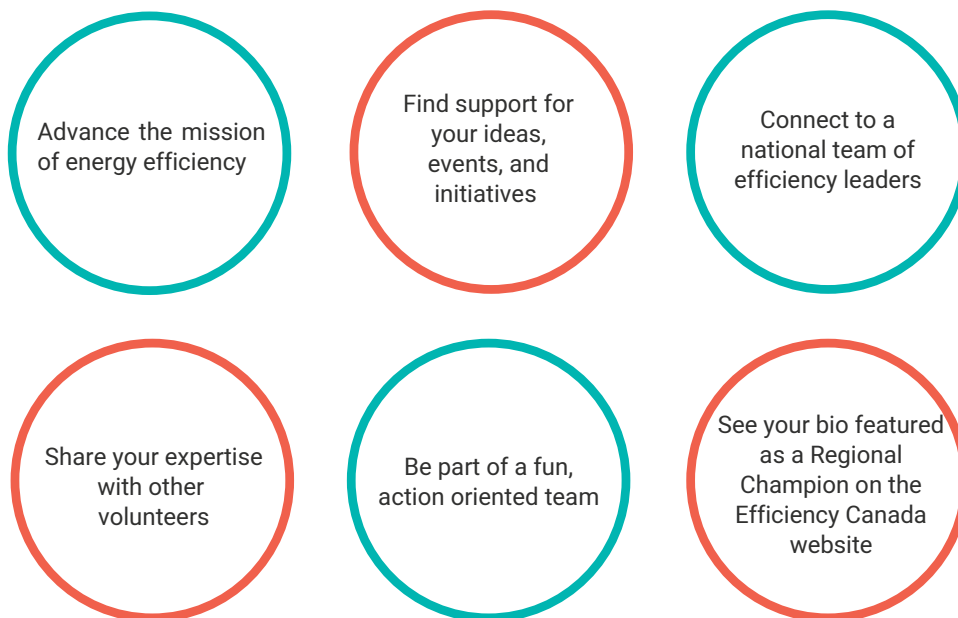 Advance the mission
of energy efficiency
Find support for
your ideas,
events, and
initiatives
Connect to a
national team of
efficiency leaders
Share your expertise
with other
volunteers
Be part of a fun,
action oriented team
See your bio featured
as a Regional
Champion on the
Efficiency Canada
website